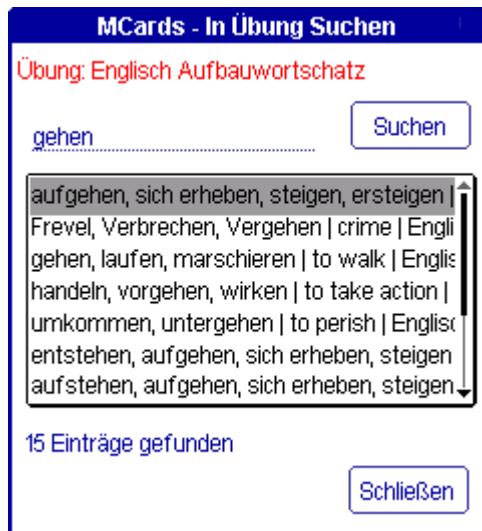 MCards - In Übung Suchen
Übung: Englisch Aufbauwortschatz
gehen
Suchen
aufgehen, sich erheben, steigen, ersteigen |
Frevel, Verbrechen, Vergehen | crime | Engli
gehen, laufen, marschieren | to walk | Englis
handeln, vorgehen, wirken | to take action |
umkommen, untergehen | to perish | Englisc
entstehen, aufgehen, sich erheben, steigen
aufstehen, aufgehen, sich erheben, steigen
15 Einträge gefunden
Schließen